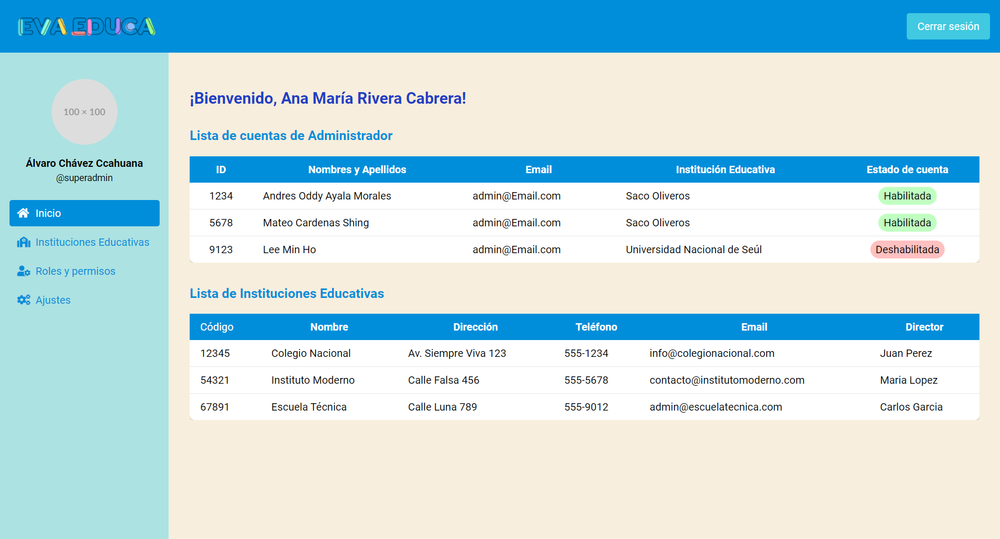 EVA EDUCA
Cerrar sesión
100 × 100
Álvaro Chávez Ccahuana
@superadmin
Inicio
Instituciones Educativas
Roles y permisos
Ajustes
¡Bienvenido, Ana María Rivera Cabrera!
Lista de cuentas de Administrador
ID Nombres y Apellidos Email Institución Educativa Estado de cuenta
1234 Andres Oddy Ayala Morales admin@Email.com Saco Oliveros Habilitada
5678 Mateo Cardenas Shing admin@Email.com Saco Oliveros Habilitada
9123 Lee Min Ho admin@Email.com Universidad Nacional de Seúl Deshabilitada
Lista de Instituciones Educativas
Código Nombre Dirección Teléfono Email Director
12345 Colegio Nacional Av. Siempre Viva 123 555-1234 info@colegionacional.com Juan Perez
54321 Instituto Moderno Calle Falsa 456 555-5678 contacto@institutomoderno.com Maria Lopez
67891 Escuela Técnica Calle Luna 789 555-9012 admin@escuelatecnica.com Carlos Garcia